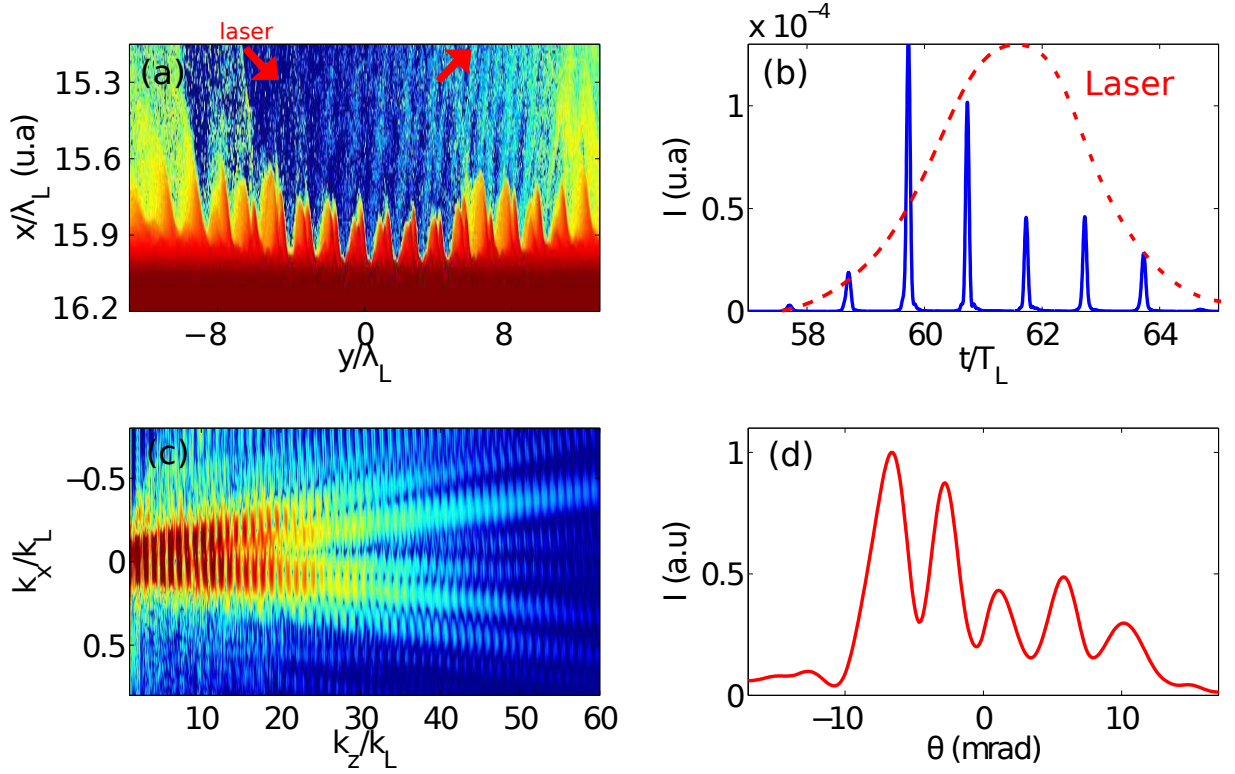 laser
(a)
15.3
15.6
15.9
16.2
x/λ_L (u.a)
−8
0
8
y/λ_L
x 10^-4
(b)
Laser
1
0.5
0
I (u.a)
58
60
62
64
t/T_L
(c)
−0.5
0
0.5
k_x/k_L
10
20
30
40
50
60
k_z/k_L
(d)
1
0.5
0
I (a.u)
−10
0
10
θ (mrad)